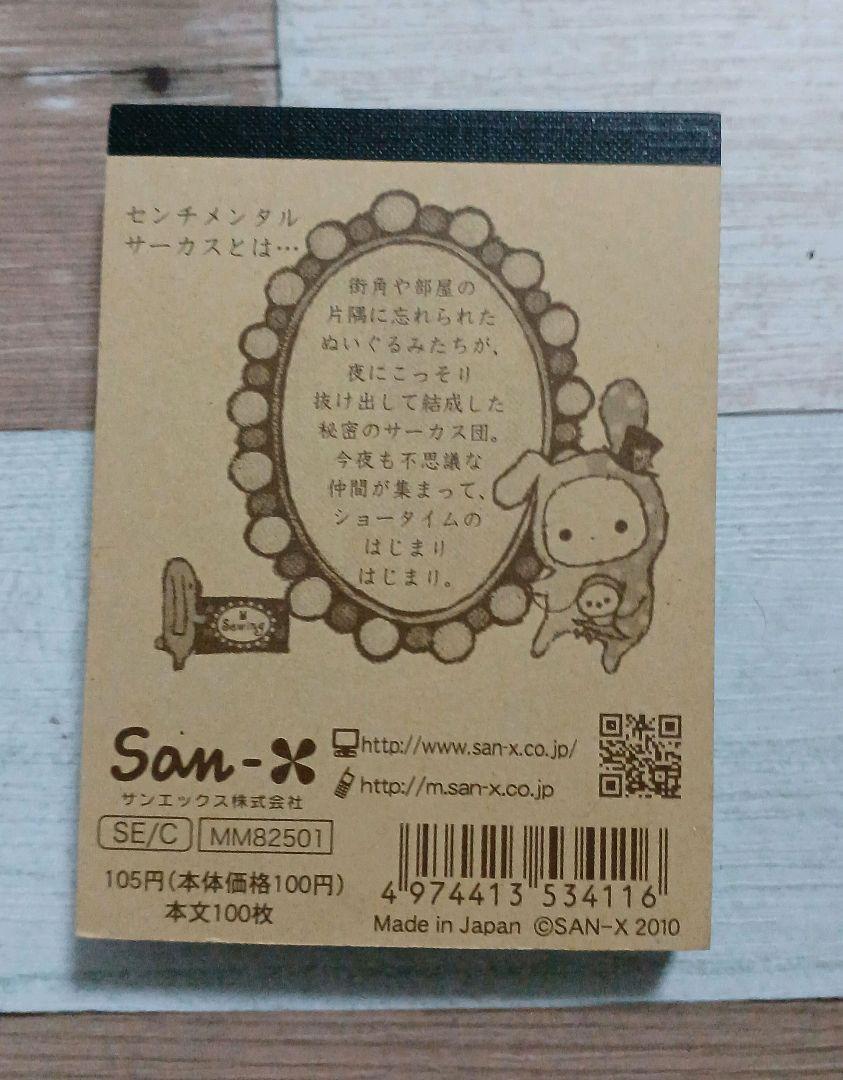 センチメンタル
サーカスとは…
街角や部屋の
片隅に忘れられた
ぬいぐるみたちが、
夜にこっそり
抜け出して結成した
秘密のサーカス団。
今夜も不思議な
仲間が集まって、
ショータイムの
はじまり
はじまり。
Sewing
San-X
サンエックス株式会社
http://www.san-x.co.jp/
http://m.san-x.co.jp
SE/C MM82501
105円(本体価格100円)
本文100枚
4 974413 534116
Made in Japan ©SAN-X 2010